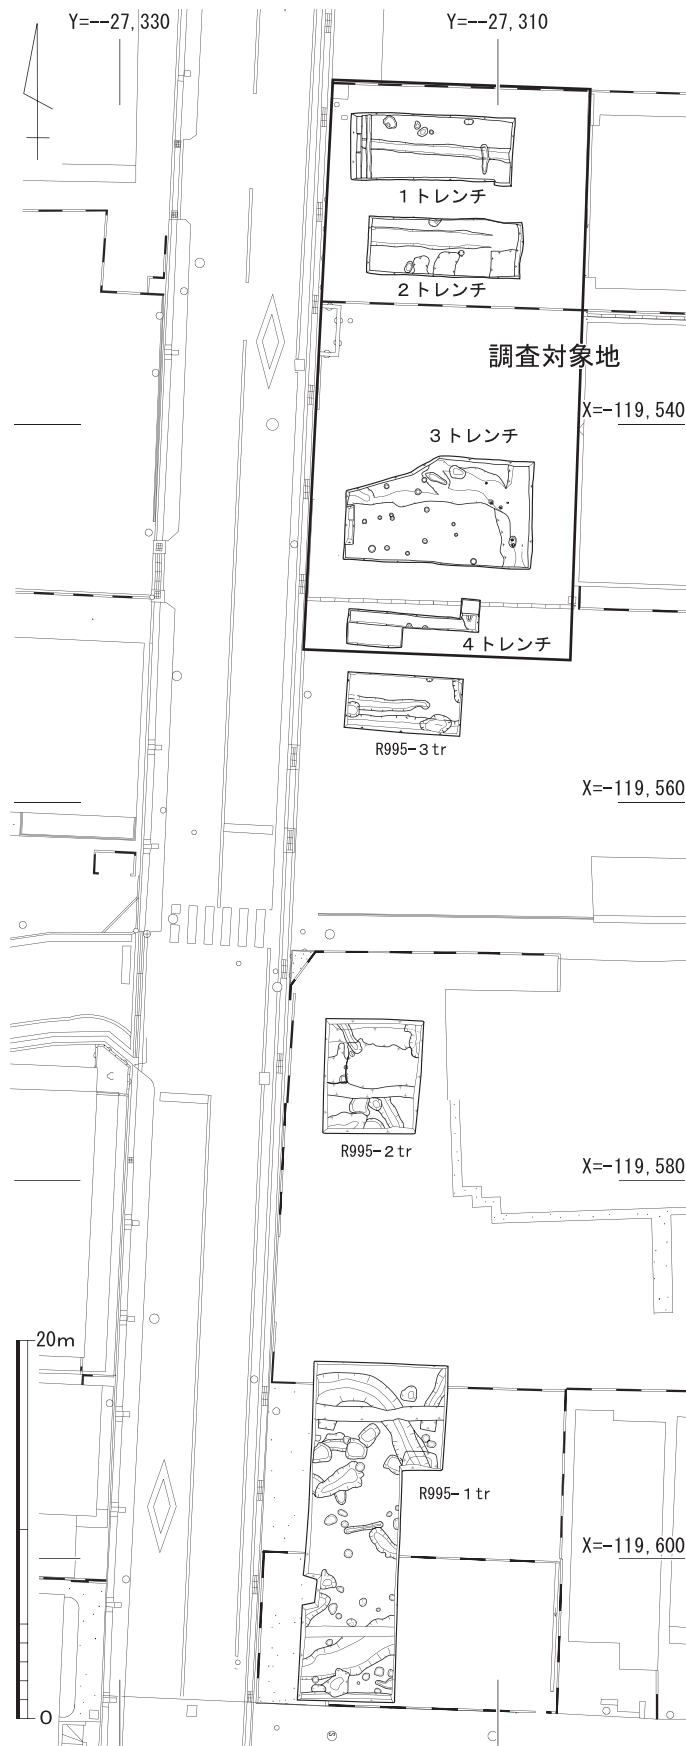 Y=--27,330
Y=--27,310
1トレンチ
2トレンチ
調査対象地
X=-119,540
3トレンチ
4トレンチ
R995-3tr
X=-119,560
R995-2tr
X=-119,580
20m
R995-1tr
X=-119,600
0